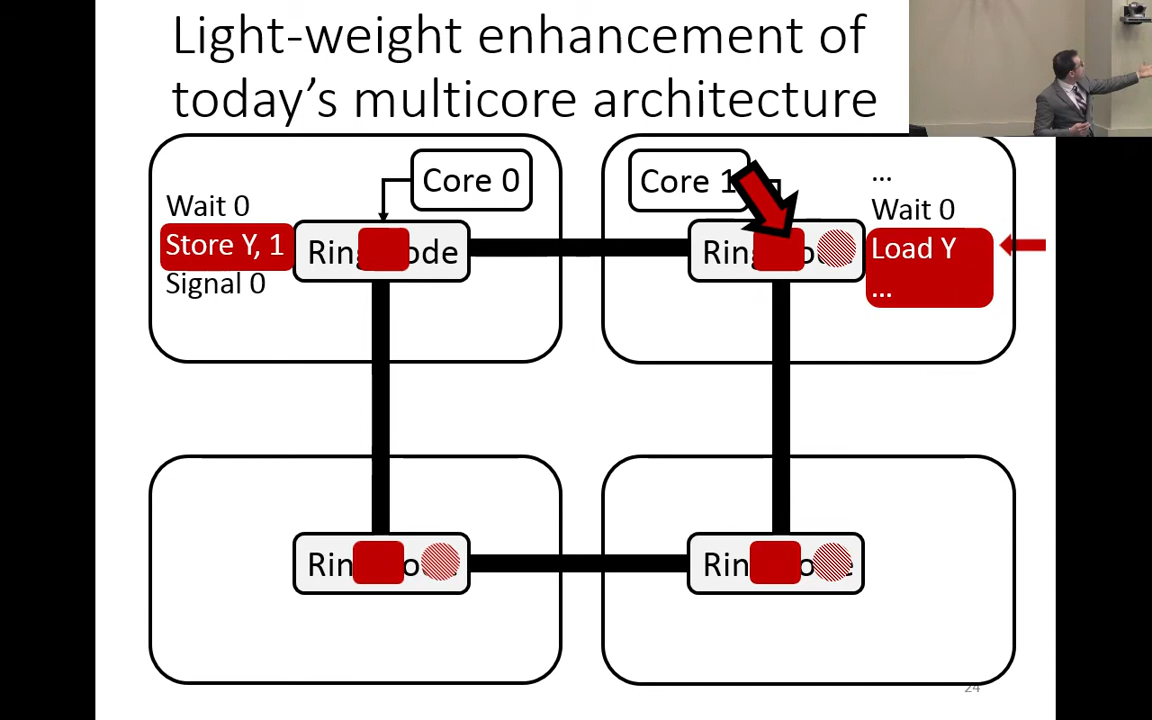 Light-weight enhancement of
today's multicore architecture
Core 0
Wait 0
Store Y, 1
Signal 0
Core 1
...
Wait 0
Load Y
...
24